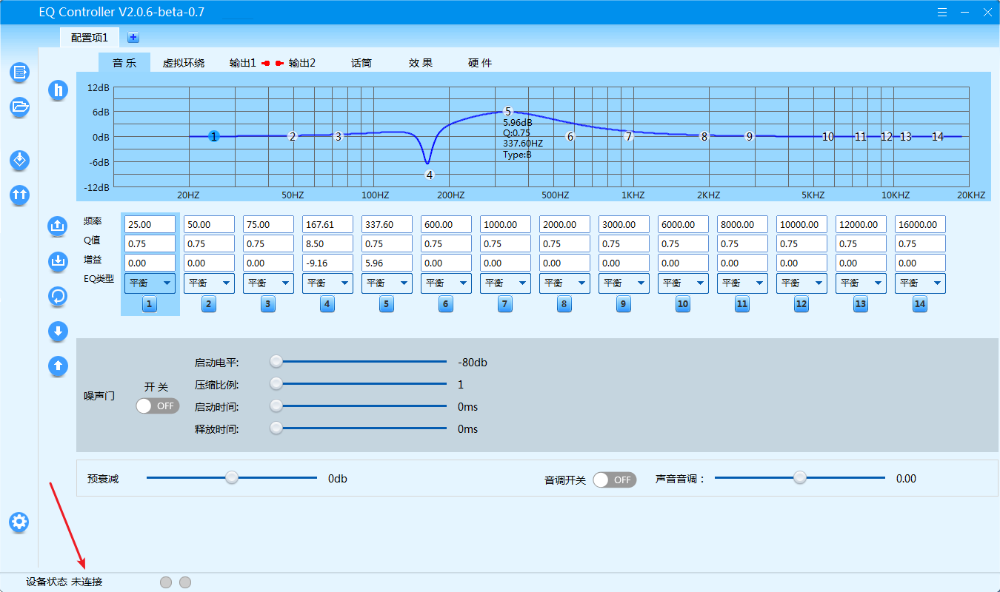 EQ Controller V2.0.6-beta-0.7
配置项1
音 乐 虚拟环绕 输出1 输出2 话筒 效 果 硬 件
12dB
6dB
0dB
-6dB
-12dB
1 2 3 4 5 6 7 8 9 10 11 12 13 14
5.96dB
Q:0.75
337.60HZ
Type:B
20HZ 50HZ 100HZ 200HZ 500HZ 1KHZ 2KHZ 5KHZ 10KHZ 20KHZ
频率 25.00 50.00 75.00 167.61 337.60 600.00 1000.00 2000.00 3000.00 6000.00 8000.00 10000.00 12000.00 16000.00
Q值 0.75 0.75 0.75 8.50 0.75 0.75 0.75 0.75 0.75 0.75 0.75 0.75 0.75 0.75
增益 0.00 0.00 0.00 -9.16 5.96 0.00 0.00 0.00 0.00 0.00 0.00 0.00 0.00 0.00
EQ类型 平衡 平衡 平衡 平衡 平衡 平衡 平衡 平衡 平衡 平衡 平衡 平衡 平衡 平衡
1 2 3 4 5 6 7 8 9 10 11 12 13 14
噪声门
开 关
OFF
启动电平: -80db
压缩比例: 1
启动时间: 0ms
释放时间: 0ms
预衰减 0db 音调开关 OFF 声音音调： 0.00
设备状态 未连接